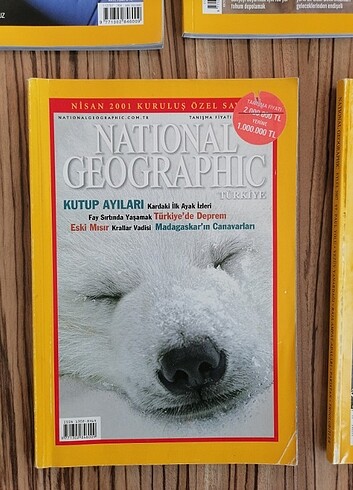 NİSAN 2001 KURULUŞ ÖZEL
NATIONALGEOGRAPHIC.COM.TR
TANIŞMA FİYATI
TANIŞMA FİYATI
YERİNE
1.000.000 TL
NATIONAL
GEOGRAPHIC
TÜRKİYE
KUTUP AYILARI Kardaki İlk Ayak İzleri
Fay Sırtında Yaşamak Türkiye'de Deprem
Eski Mısır Krallar Vadisi Madagaskar'ın Canavarları